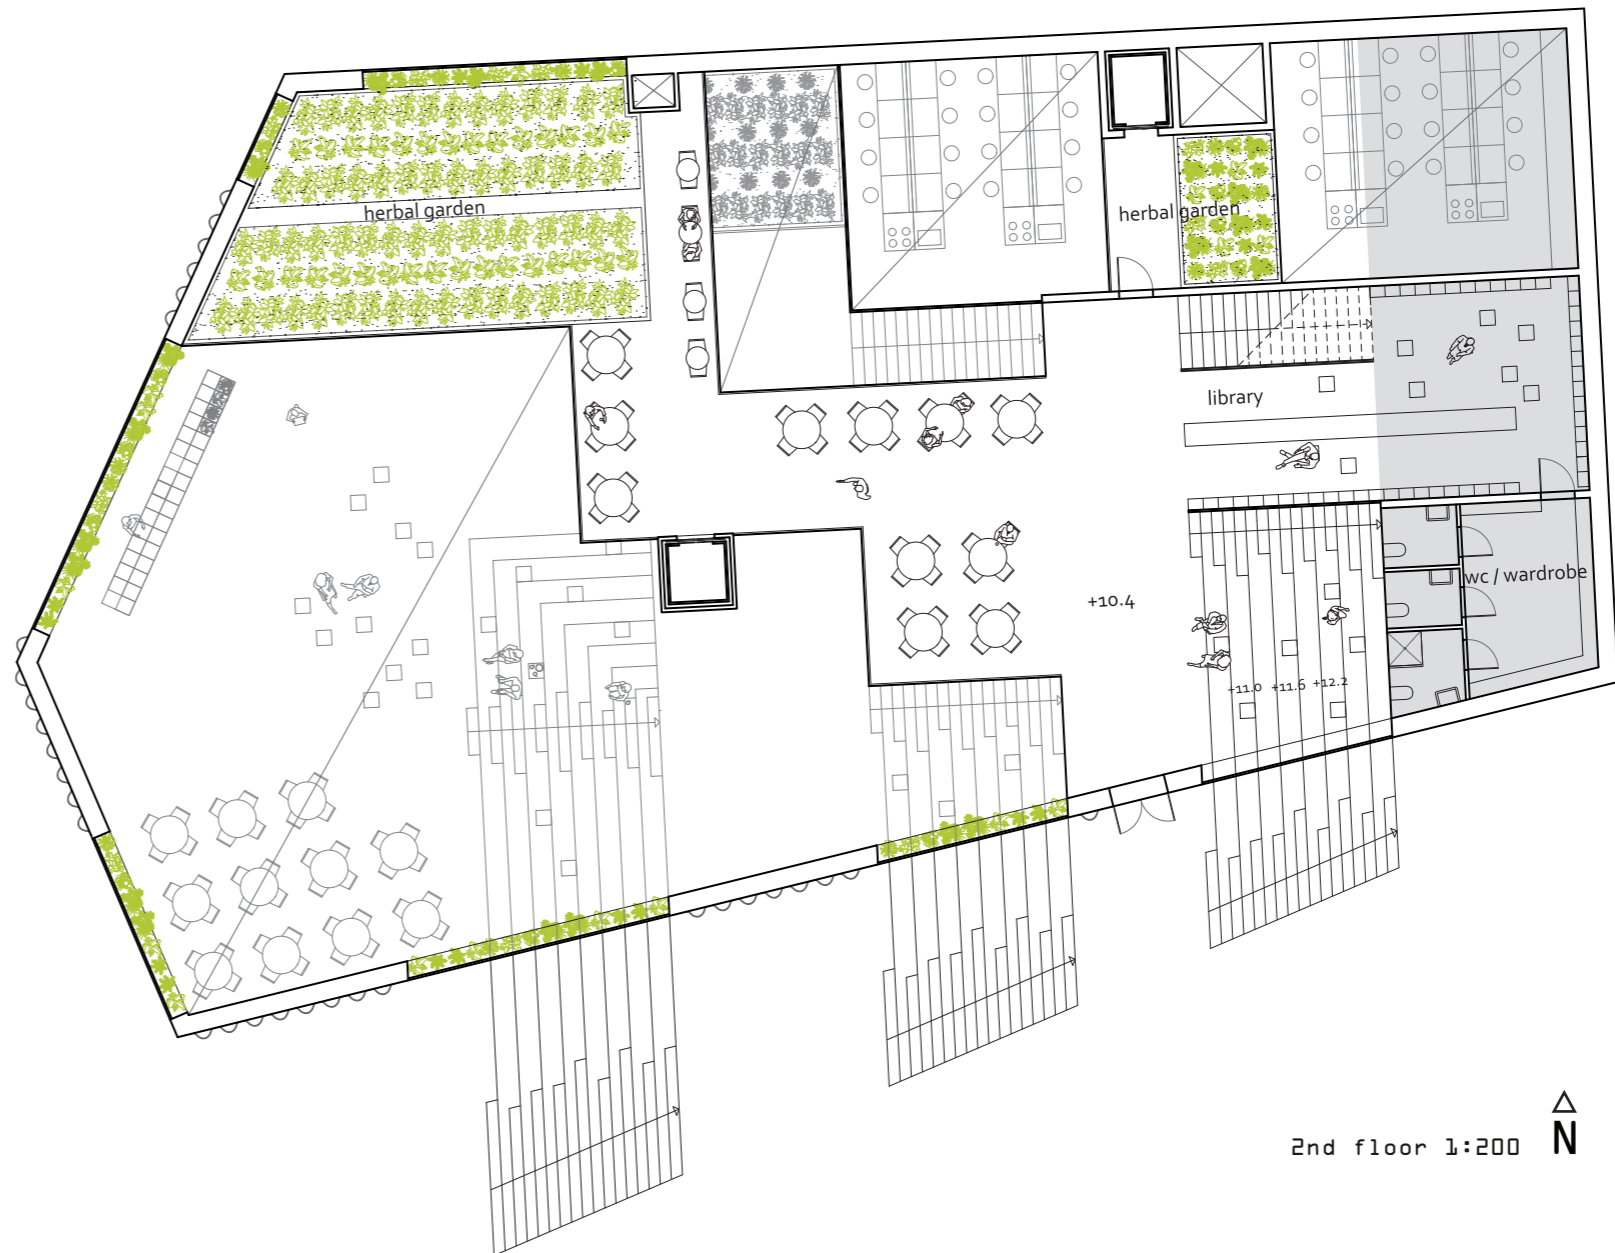 herbal garden
herbal garden
library
wc / wardrobe
+10.4
+11.0 +11.6 +12.2
2nd floor 1:200
N